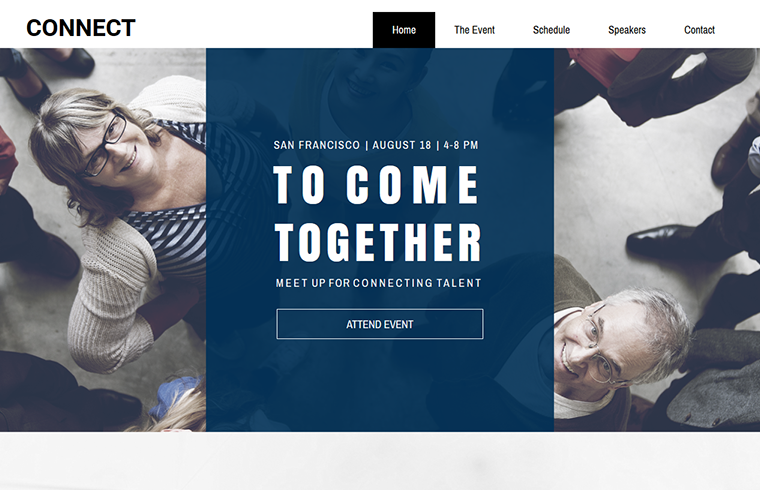 CONNECT
Home
The Event
Schedule
Speakers
Contact
SAN FRANCISCO | AUGUST 18 | 4-8 PM
TO COME
TOGETHER
MEET UP FOR CONNECTING TALENT
ATTEND EVENT